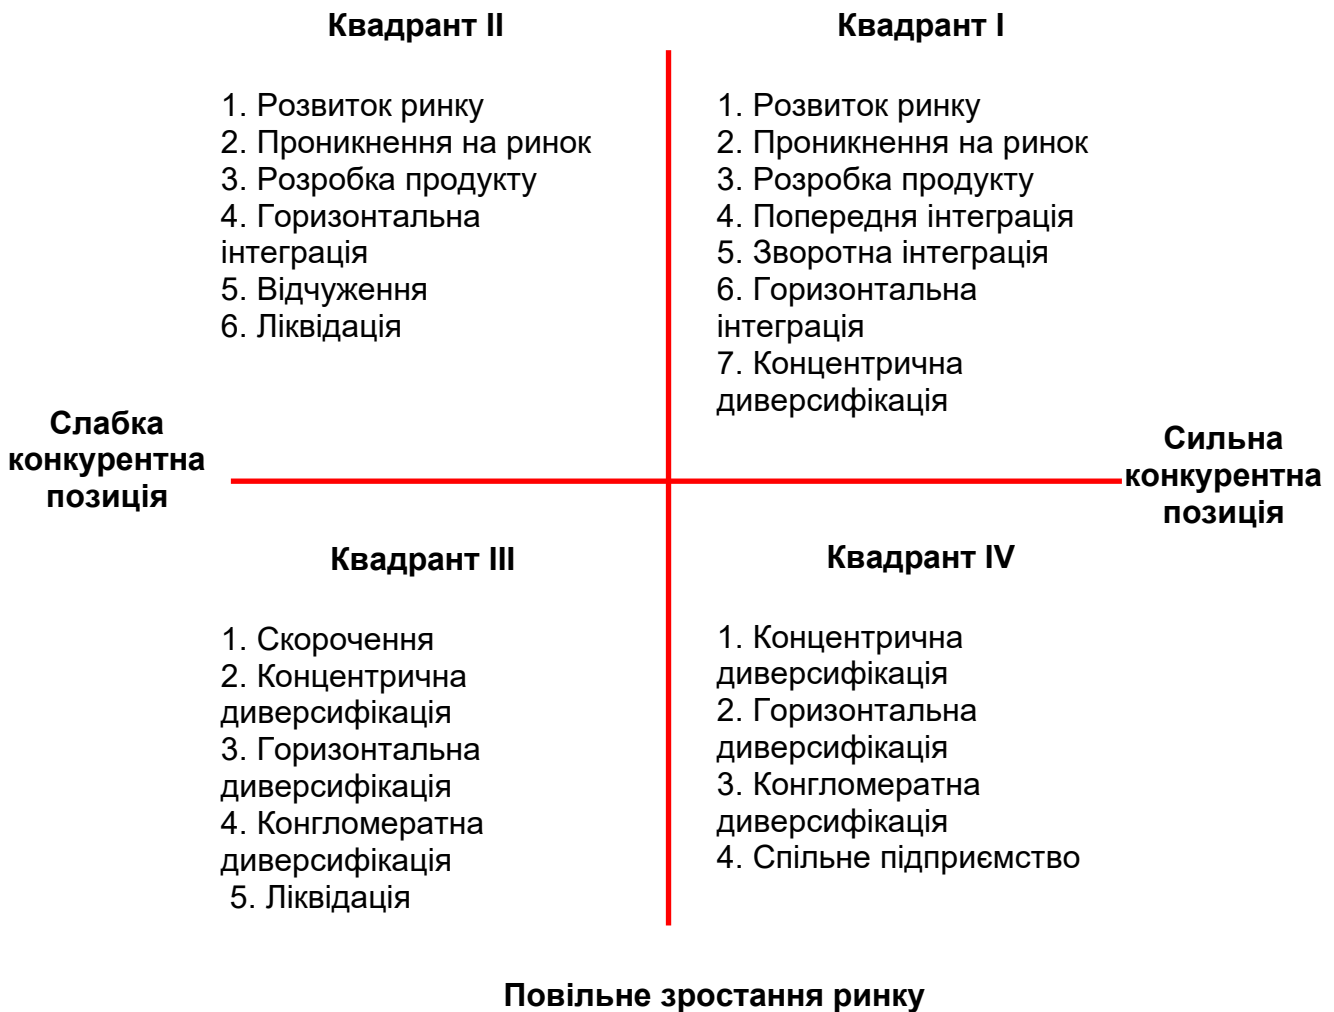 Квадрант II
1. Розвиток ринку
2. Проникнення на ринок
3. Розробка продукту
4. Горизонтальна
інтеграція
5. Відчуження
6. Ліквідація
Квадрант I
1. Розвиток ринку
2. Проникнення на ринок
3. Розробка продукту
4. Попередня інтеграція
5. Зворотна інтеграція
6. Горизонтальна
інтеграція
7. Концентрична
диверсифікація
Слабка
конкурентна
позиція
Сильна
конкурентна
позиція
Квадрант III
1. Скорочення
2. Концентрична
диверсифікація
3. Горизонтальна
диверсифікація
4. Конгломератна
диверсифікація
5. Ліквідація
Квадрант IV
1. Концентрична
диверсифікація
2. Горизонтальна
диверсифікація
3. Конгломератна
диверсифікація
4. Спільне підприємство
Повільне зростання ринку